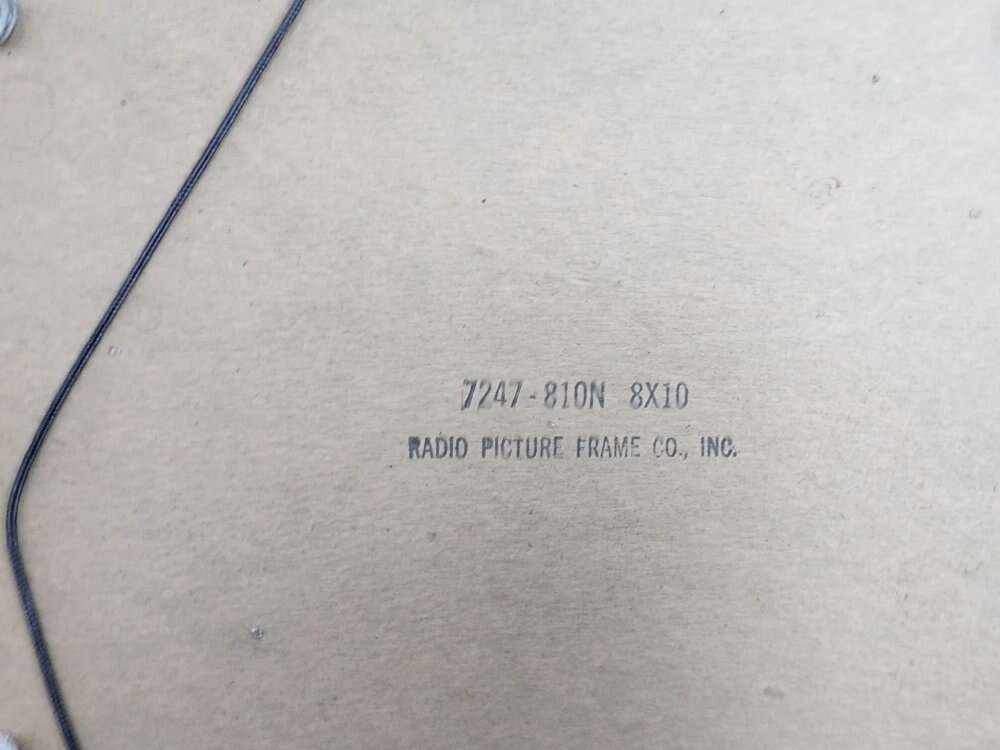 7247-810N 8X10
RADIO PICTURE FRAME CO., INC.